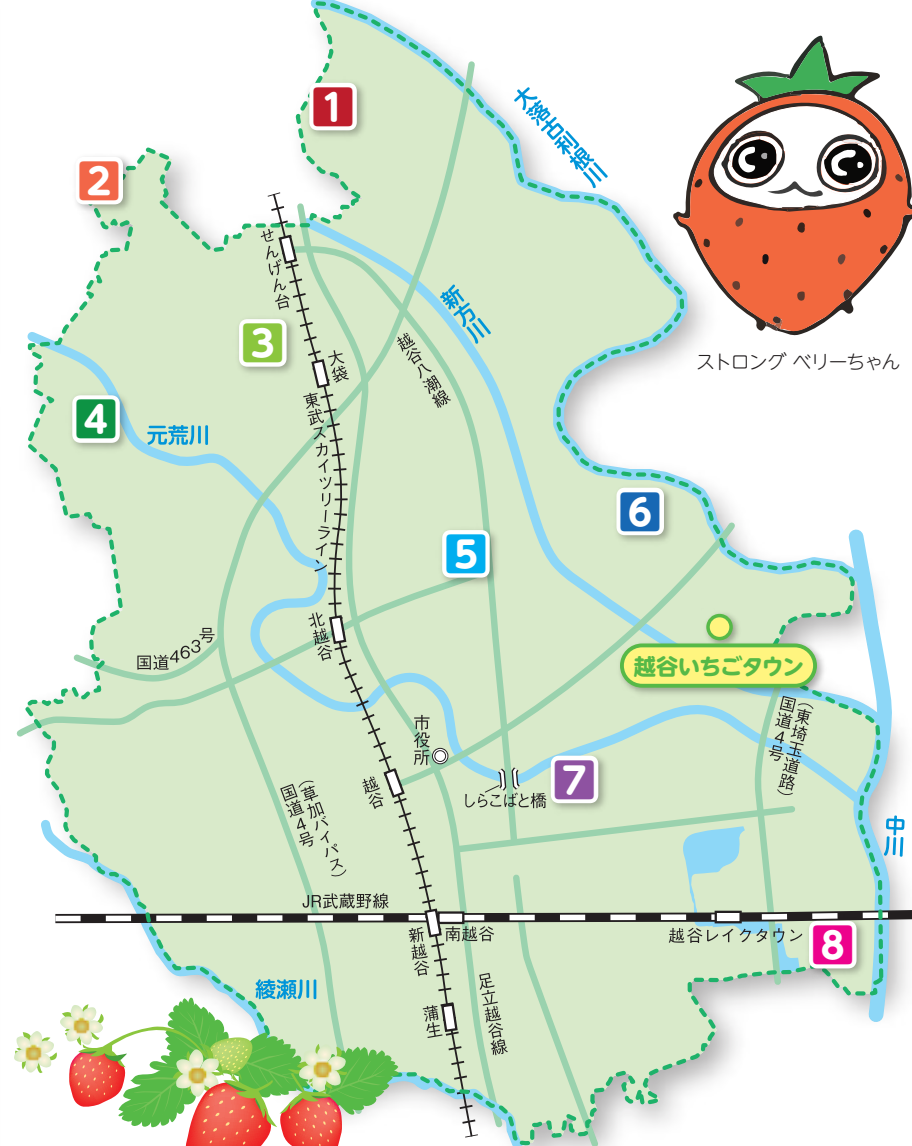 1
大落古利根川
2
せんげん台
新方川
3
大袋
越谷八潮線
ストロング ベリーちゃん
東武スカイツリーライン
4
元荒川
6
5
北越谷
国道463号
越谷いちごタウン
国道4号
(東埼玉道路)
市役所
7
しらこばと橋
越谷
国道4号
(草加バイパス)
中川
JR武蔵野線
新越谷
南越谷
越谷レイクタウン
8
綾瀬川
蒲生
足立越谷線